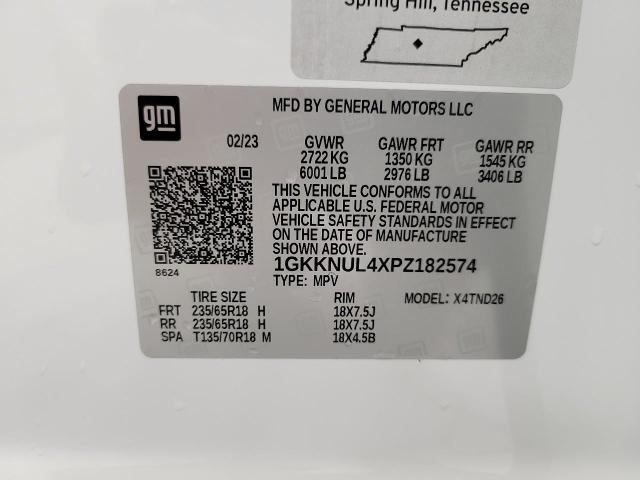 Spring Hill, Tennessee
gm
MFD BY GENERAL MOTORS LLC
02/23 GVWR GAWR FRT GAWR RR
2722 KG 1350 KG 1545 KG
6001 LB 2976 LB 3406 LB
THIS VEHICLE CONFORMS TO ALL
APPLICABLE U.S. FEDERAL MOTOR
VEHICLE SAFETY STANDARDS IN EFFECT
ON THE DATE OF MANUFACTURE
SHOWN ABOVE.
8624
1GKKNUL4XPZ182574
TYPE: MPV
TIRE SIZE RIM MODEL: X4TND26
FRT 235/65R18 H 18X7.5J
RR 235/65R18 H 18X7.5J
SPA T135/70R18 M 18X4.5B